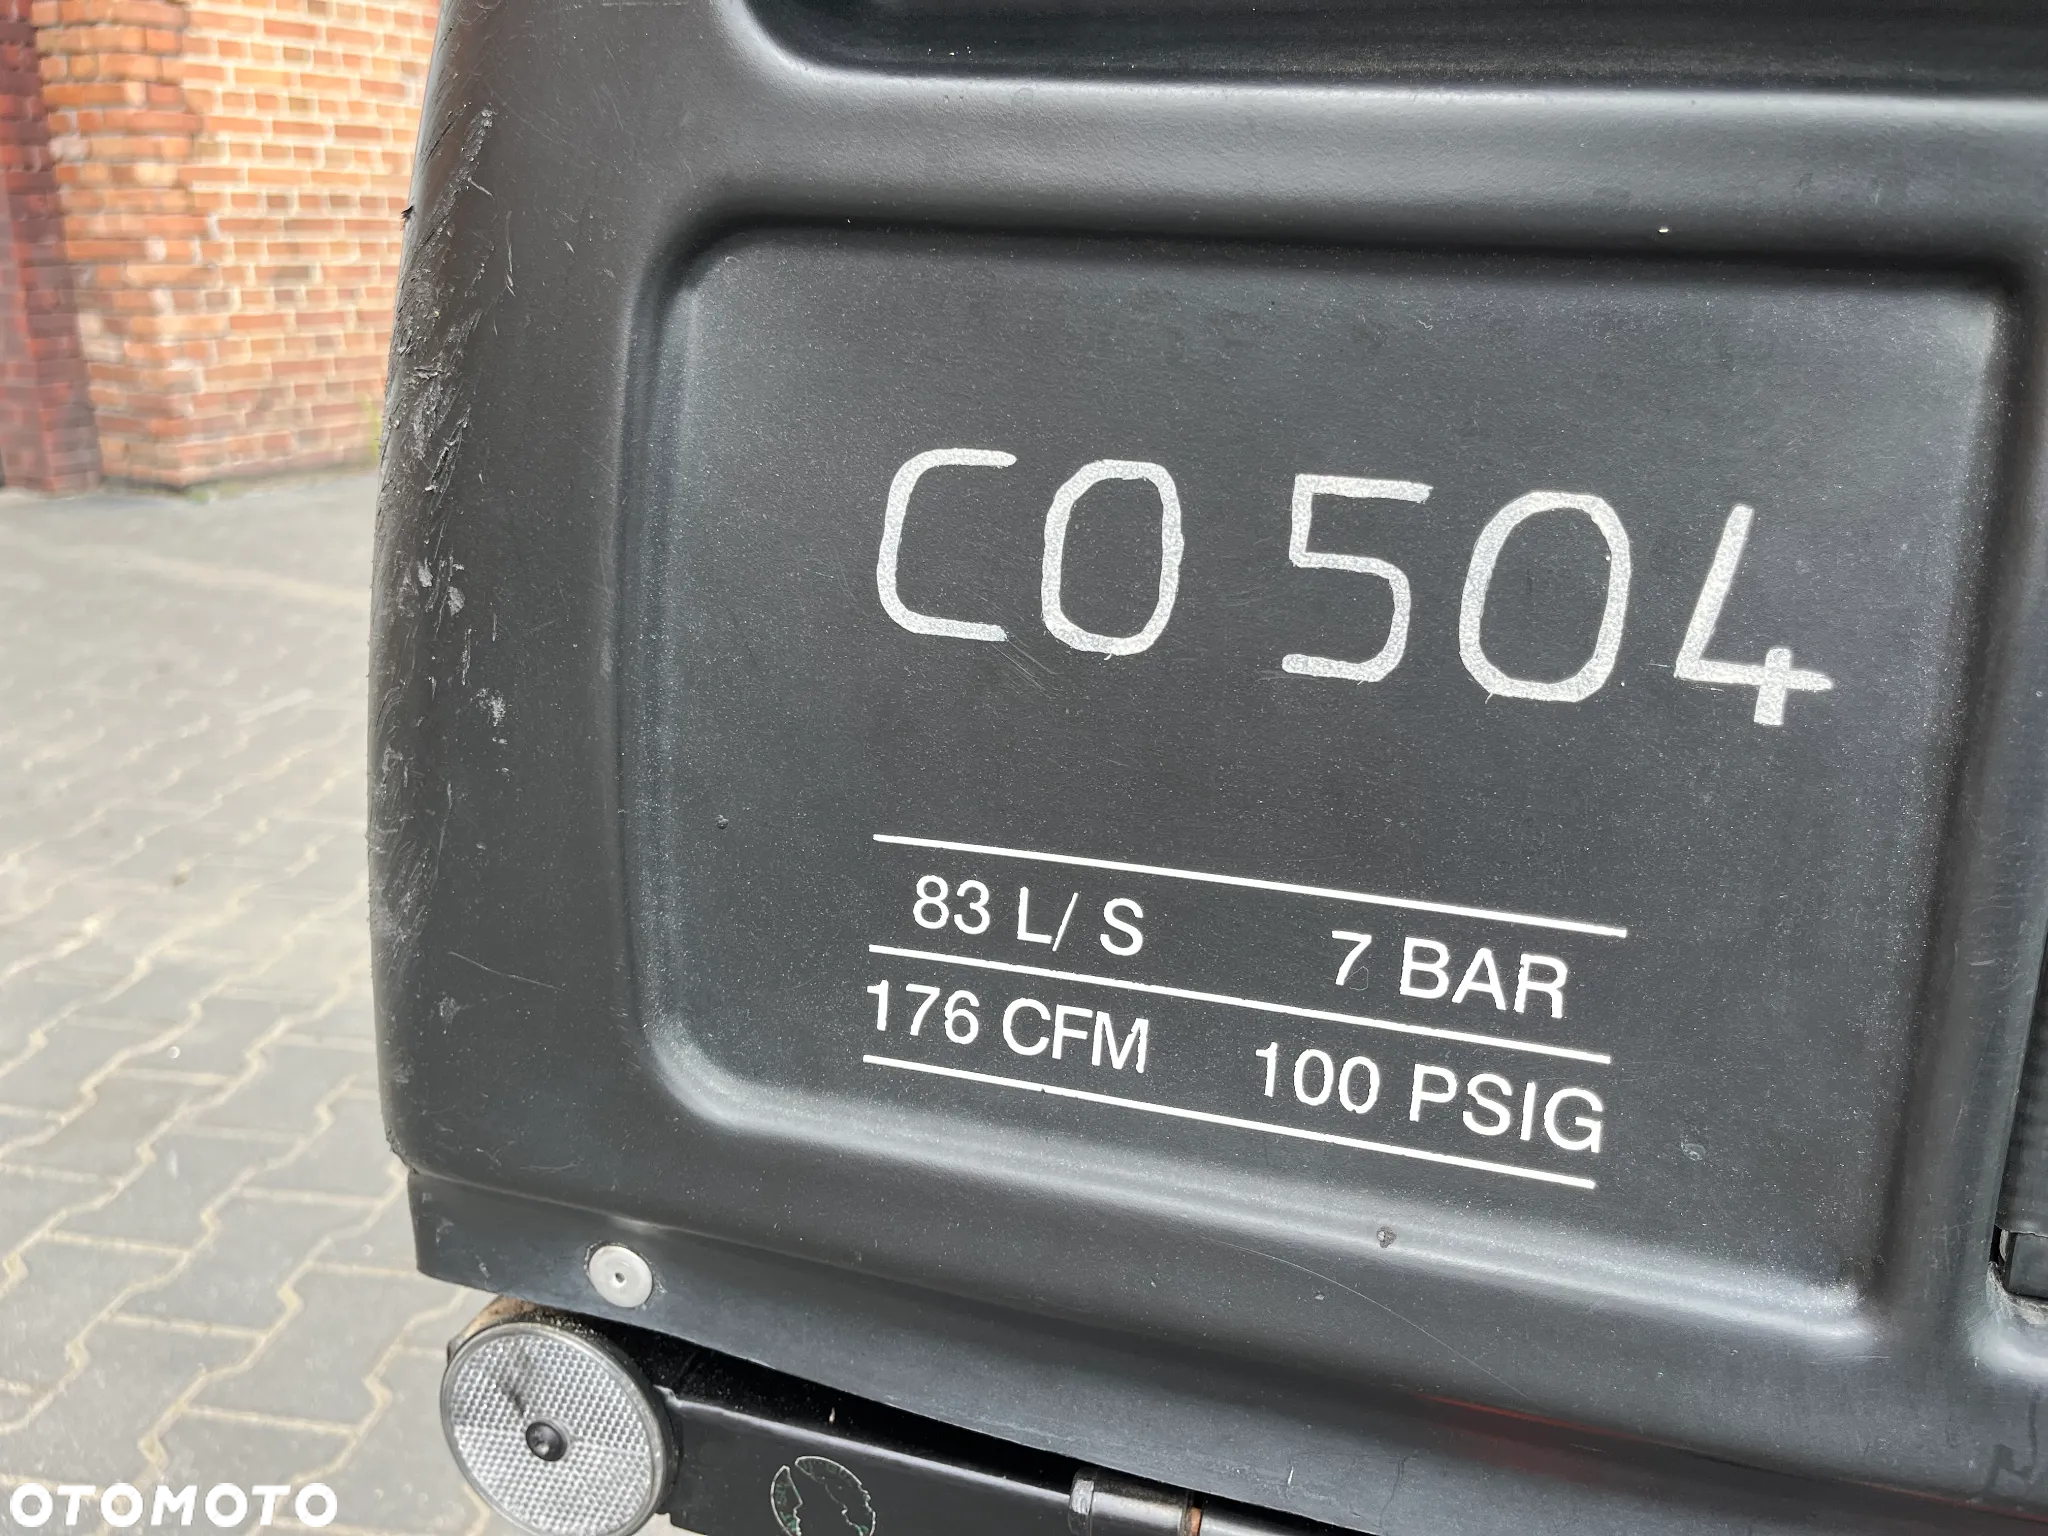 CO 504
83 L/ S 7 BAR
176 CFM 100 PSIG
OTOMOTO